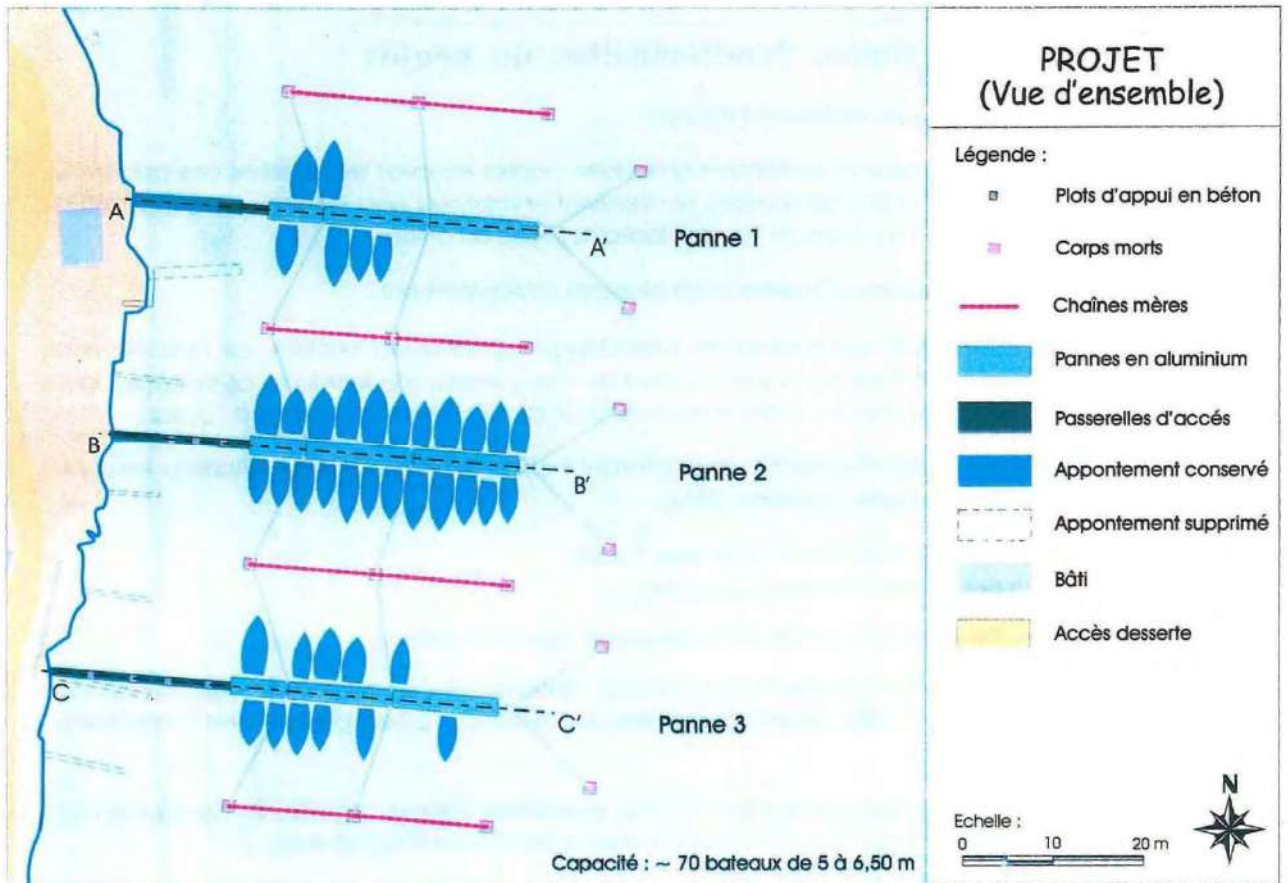 PROJET
(Vue d'ensemble)
Légende :
Plots d'appui en béton
Corps morts
Chaînes mères
Pannes en aluminium
Passerelles d'accés
Appontement conservé
Appontement supprimé
Bâti
Accès desserte
N
Echelle :
0 10 20 m
A
A'
Panne 1
B
B'
Panne 2
C
C'
Panne 3
Capacité : ~ 70 bateaux de 5 à 6,50 m